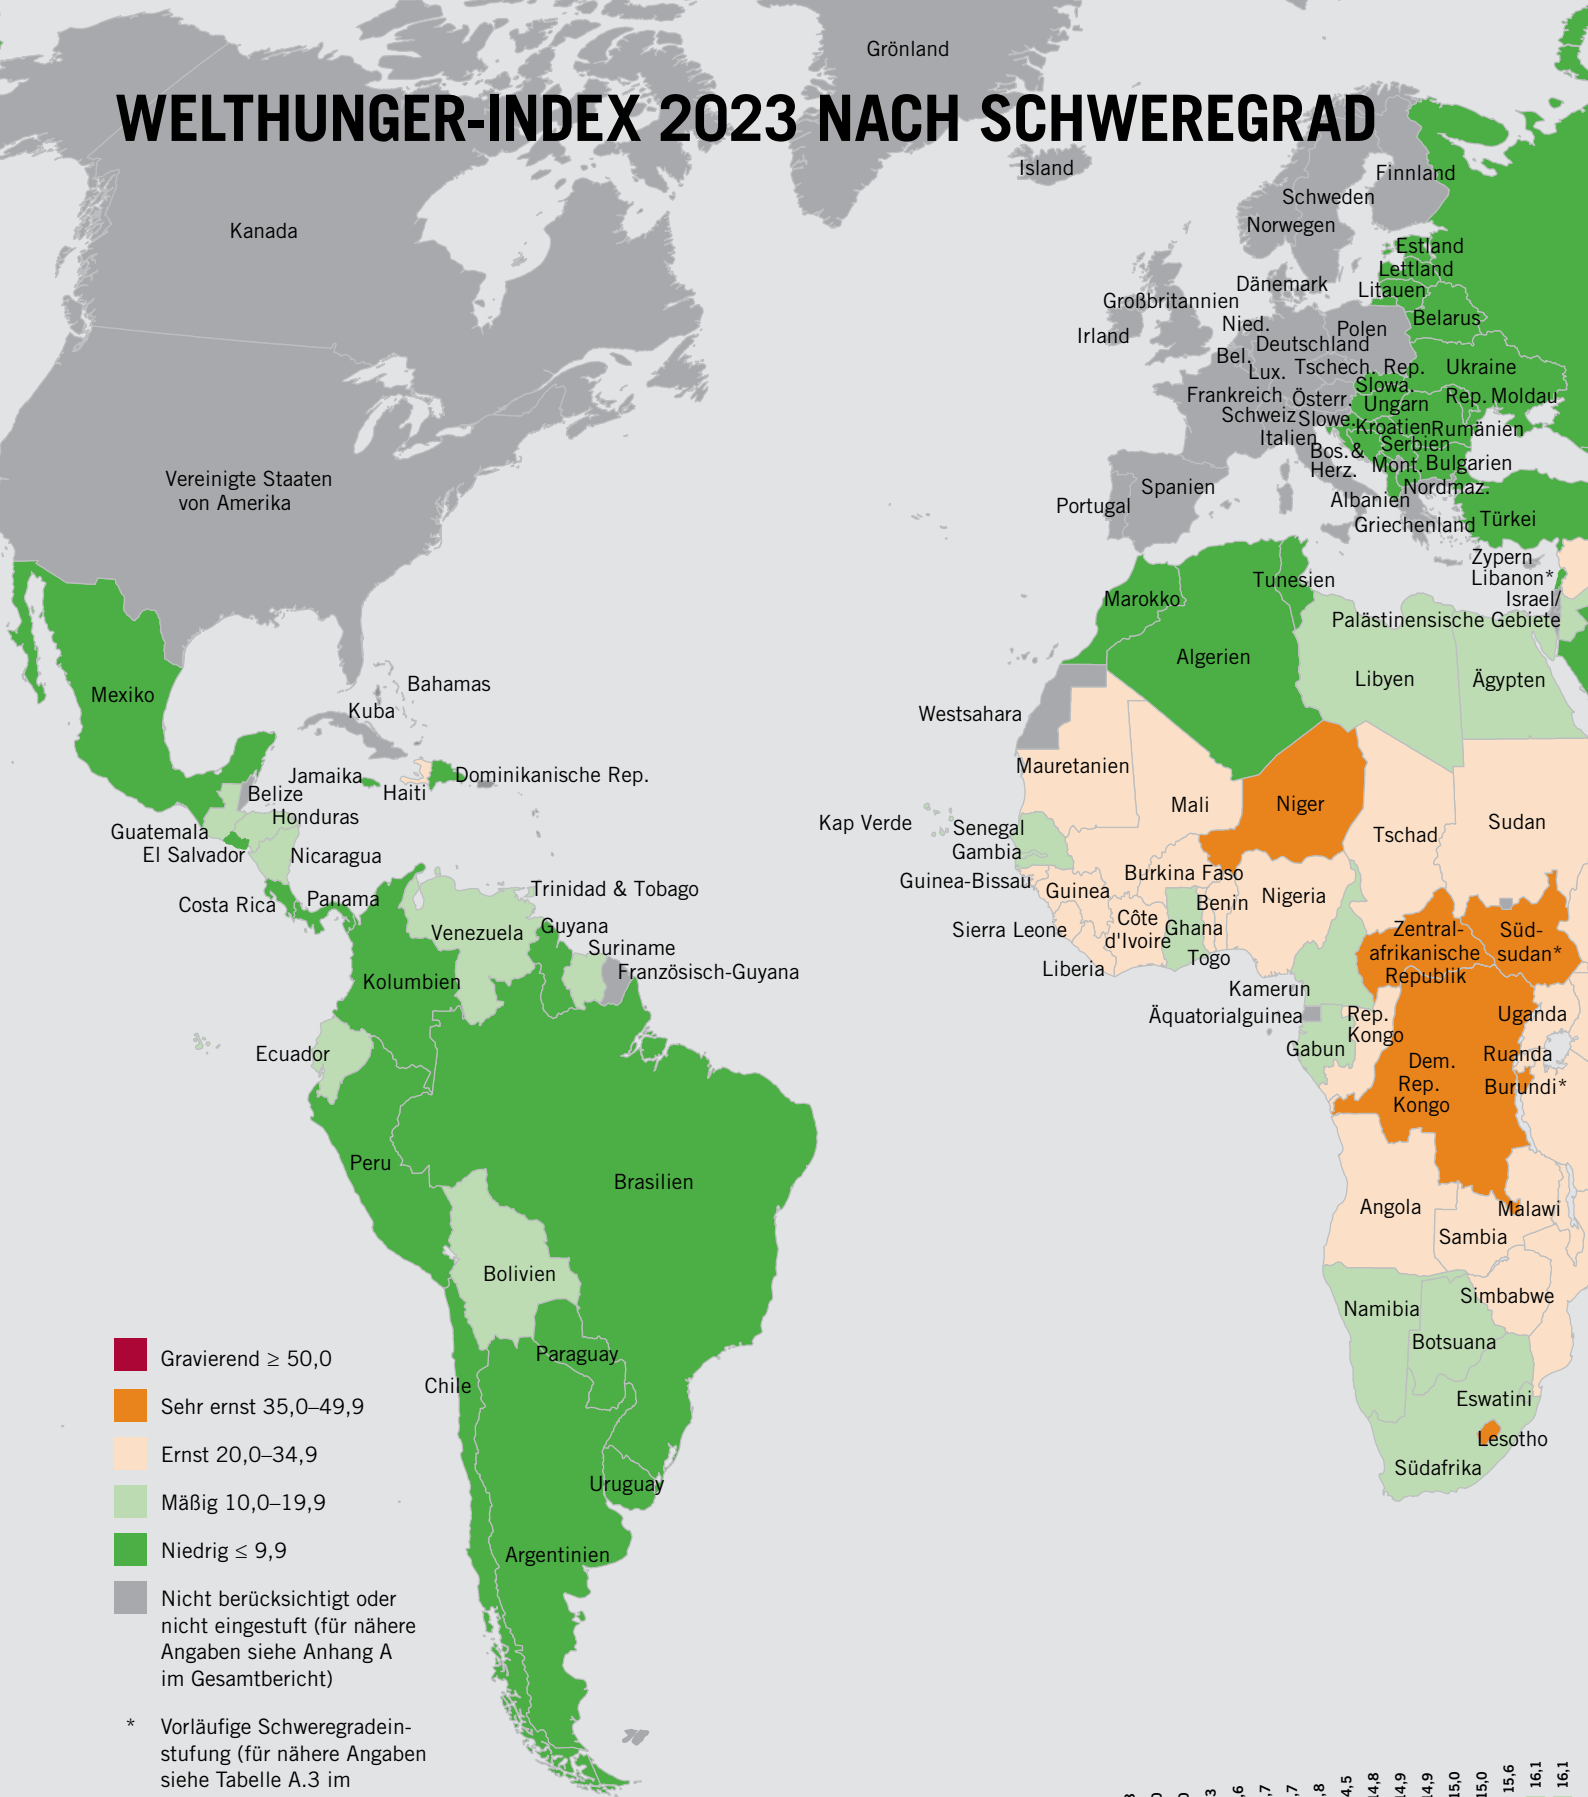 Grönland
WELTHUNGER-INDEX 2023 NACH SCHWEREGRAD
Island
Finnland
Schweden
Norwegen
Kanada
Estland
Lettland
Litauen
Dänemark
Großbritannien
Irland
Nied.
Polen
Belarus
Deutschland
Bel.
Lux.
Tschech. Rep.
Ukraine
Slowa.
Frankreich
Österr.
Ungarn
Rep. Moldau
Schweiz
Slowe.
Kroatien
Rumänien
Italien
Serbien
Bos.&
Herz.
Mont.
Bulgarien
Nordmaz.
Vereinigte Staaten
von Amerika
Portugal
Spanien
Albanien
Griechenland
Türkei
Zypern
Libanon*
Israel/
Palästinensische Gebiete
Tunesien
Marokko
Algerien
Libyen
Ägypten
Mexiko
Bahamas
Kuba
Westsahara
Jamaika
Haiti
Dominikanische Rep.
Belize
Honduras
Guatemala
El Salvador
Nicaragua
Costa Rica
Panama
Trinidad & Tobago
Venezuela
Guyana
Suriname
Französisch-Guyana
Kolumbien
Ecuador
Mauretanien
Mali
Niger
Tschad
Sudan
Kap Verde
Senegal
Gambia
Guinea-Bissau
Guinea
Burkina Faso
Benin
Nigeria
Sierra Leone
Côte
d'Ivoire
Ghana
Togo
Liberia
Zentral-
afrikanische
Republik
Süd-
sudan*
Kamerun
Äquatorialguinea
Rep.
Kongo
Gabun
Uganda
Dem.
Rep.
Kongo
Ruanda
Burundi*
Peru
Brasilien
Bolivien
Angola
Malawi
Sambia
Simbabwe
Namibia
Botsuana
Paraguay
Chile
Eswatini
Lesotho
Südafrika
Uruguay
Argentinien
Gravierend ≥ 50,0
Sehr ernst 35,0–49,9
Ernst 20,0–34,9
Mäßig 10,0–19,9
Niedrig ≤ 9,9
Nicht berücksichtigt oder
nicht eingestuft (für nähere
Angaben siehe Anhang A
im Gesamtbericht)
* Vorläufige Schweregradein-
stufung (für nähere Angaben
siehe Tabelle A.3 im
14,8
14,9
14,9
15,0
15,0
15,6
16,1
16,1